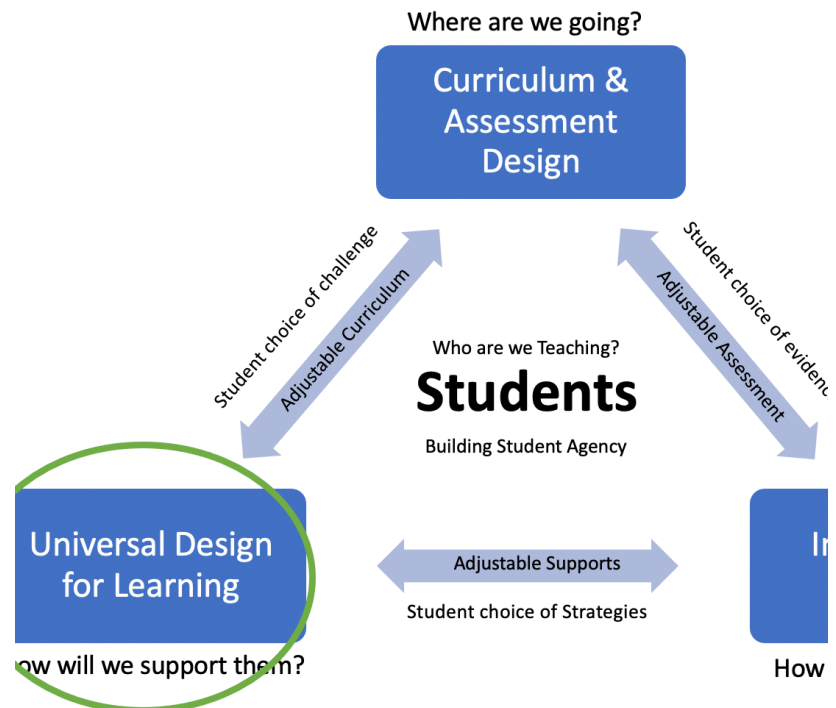 Where are we going?
Curriculum &
Assessment
Design
Student choice of challenge
Adjustable Curriculum
Student choice of
Adjustable Assessment
Who are we Teaching?
Students
Building Student Agency
Universal Design
for Learning
will we support them?
Adjustable Supports
Student choice of Strategies
How